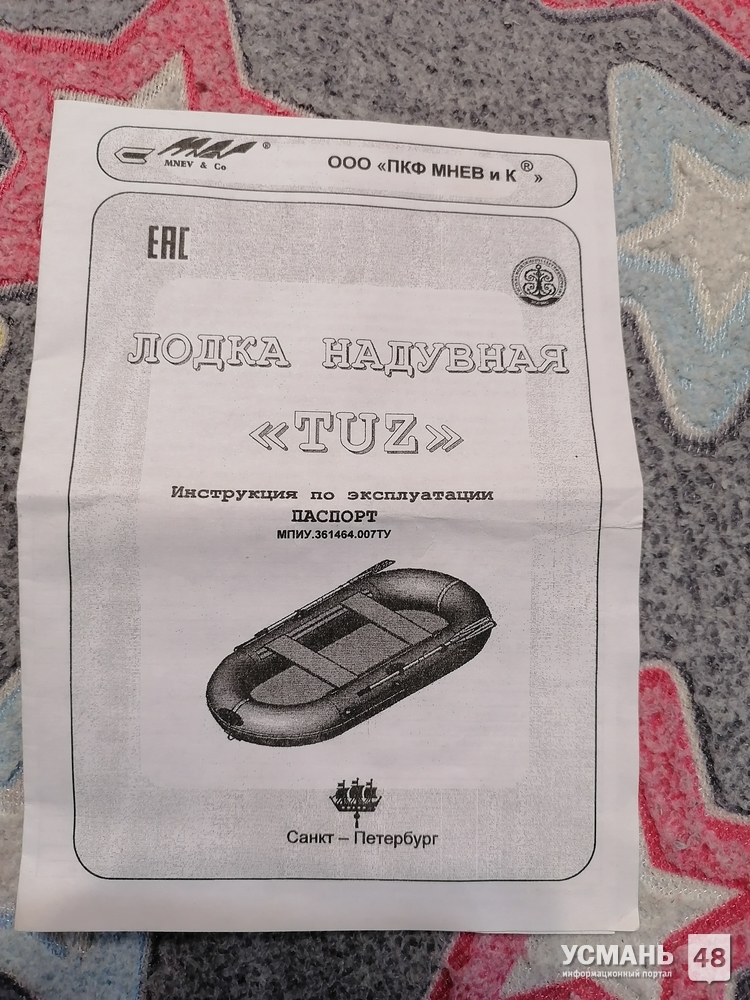 MNEV
MNEV & Co
®
ООО «ПКФ МНЕВ и К ® »
ЕАС
ЛОДКА НАДУВНАЯ
«TUZ»
Инструкция по эксплуатации
ПАСПОРТ
МПИУ.361464.007ТУ
Санкт – Петербург
УСМАНЬ 48
информационный портал